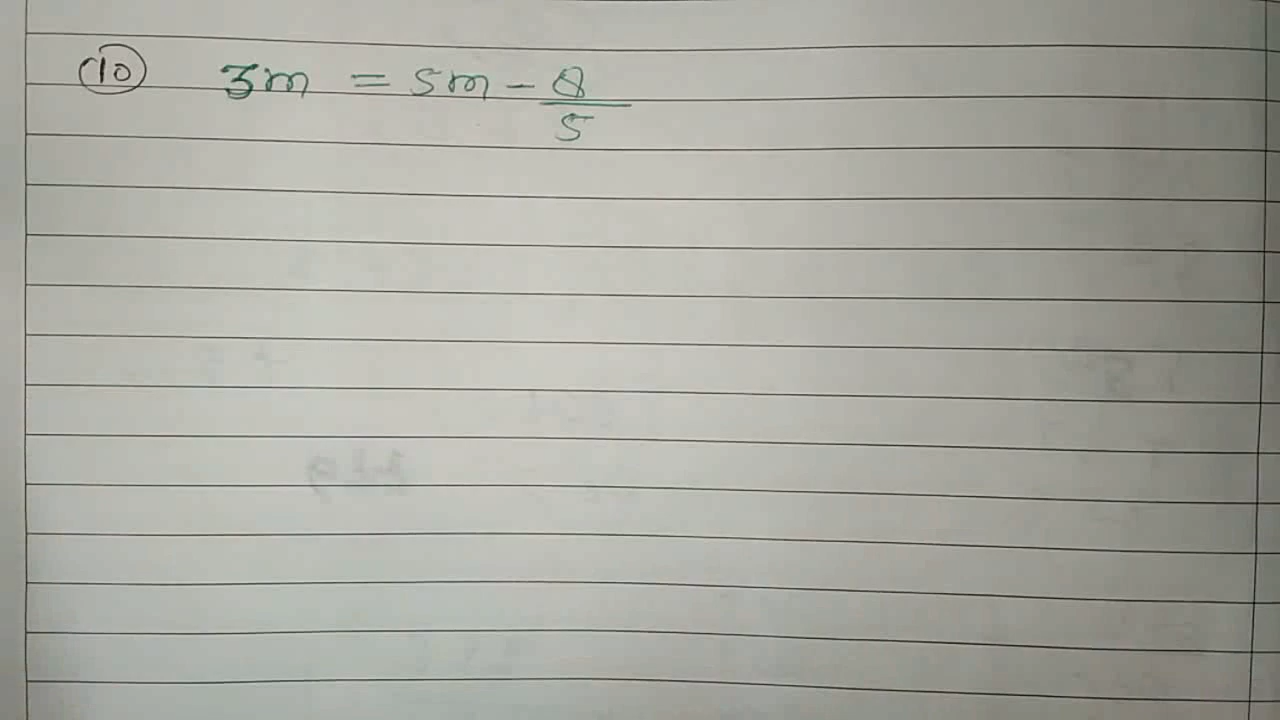 (10) 3m = 5m - 8/5